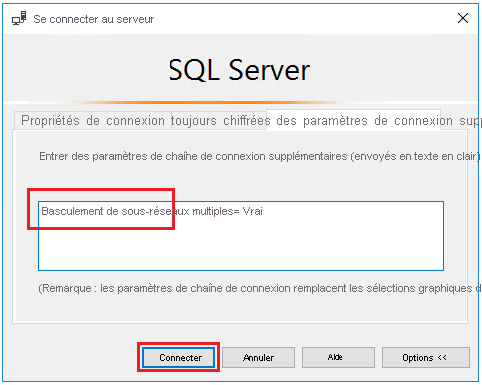 Se connecter au serveur
SQL Server
Propriétés de connexion toujours chiffrées des paramètres de connexion
Entrer des paramètres de chaîne de connexion supplémentaires (envoyés en texte en clair)
Basculement de sous-réseaux multiples= Vrai
(Remarque : les paramètres de chaîne de connexion remplacent les sélections graphiques
Connecter
Annuler
Aide
Options <<